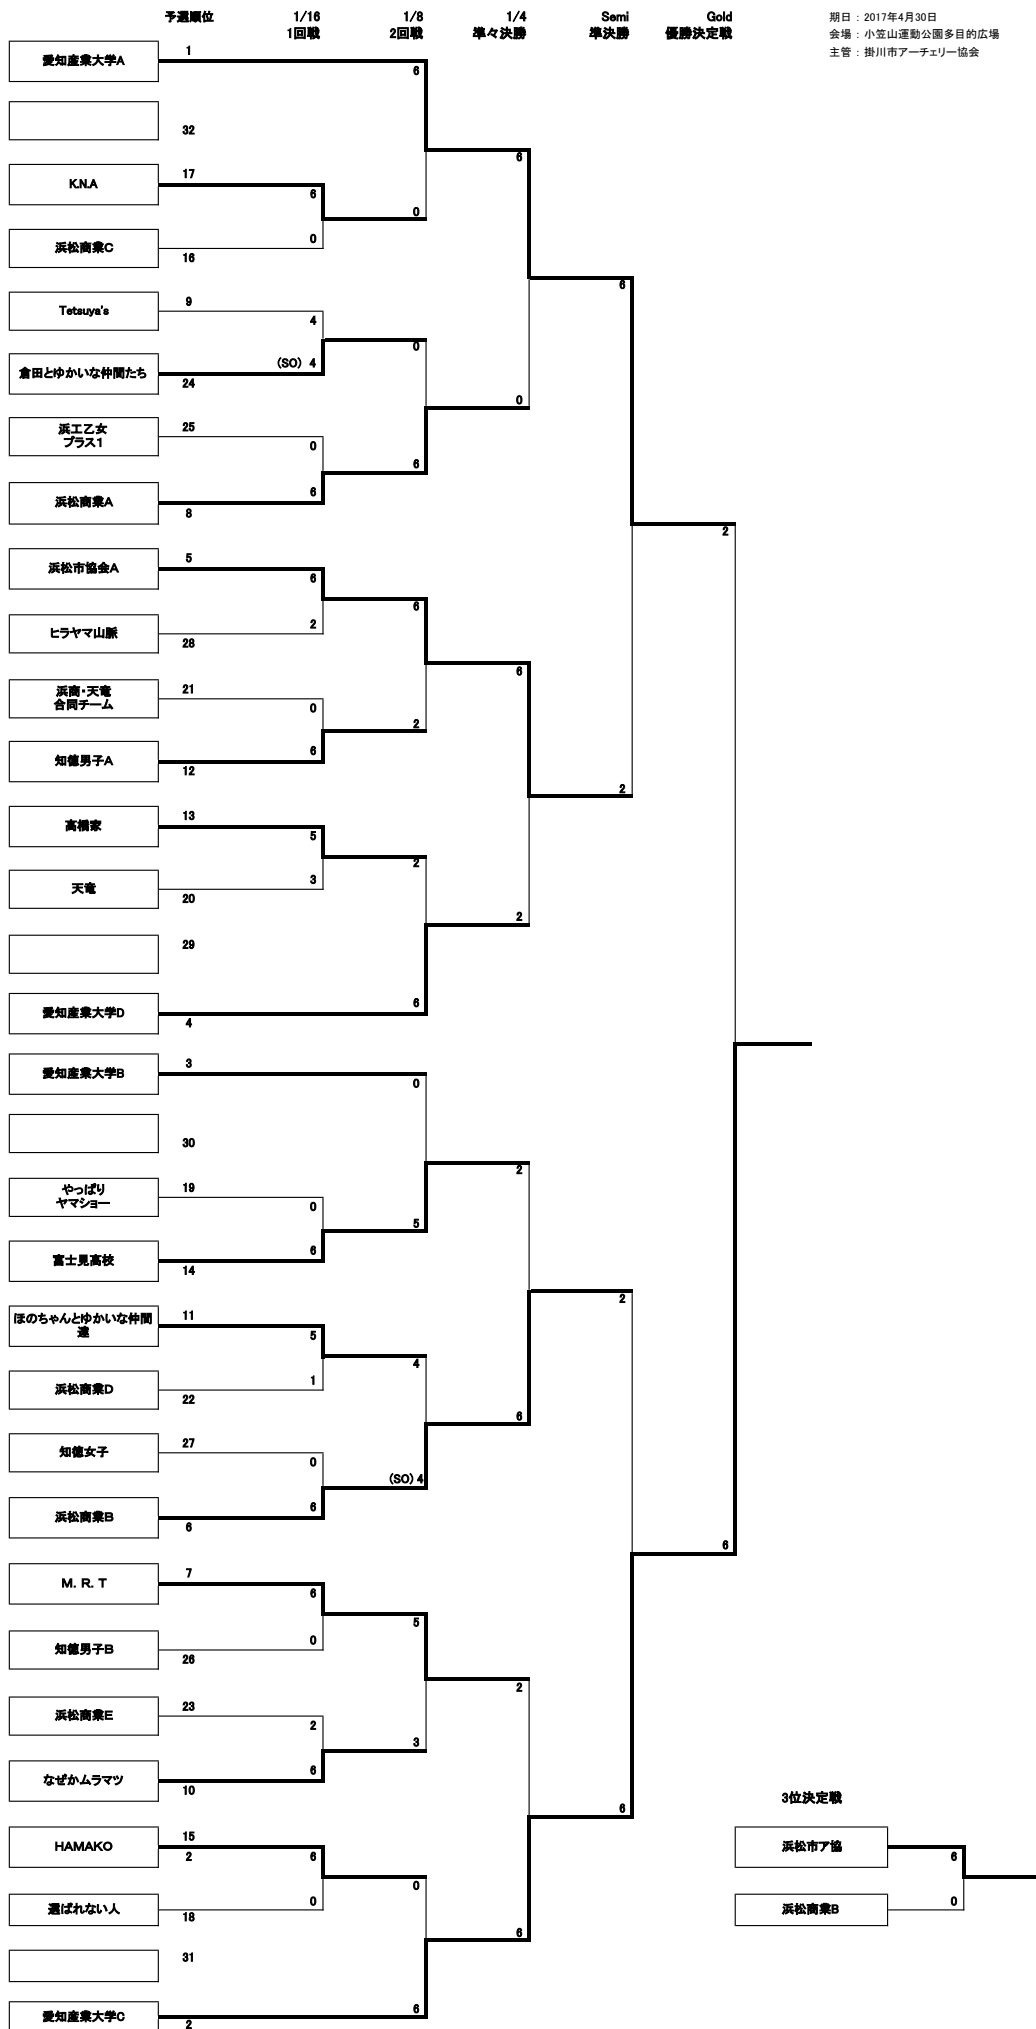 予選順位 1/16 1/8 1/4 Semi Gold
1回戦 2回戦 準々決勝 準決勝 優勝決定戦
期日：2017年4月30日
会場：小笠山運動公園多目的広場
主管：掛川市アーチェリー協会
愛知産業大学A 1
6
32
6
K.N.A 17
6
0
浜松商業C 0
16
6
Tetsuya's 9
4
0
倉田とゆかいな仲間たち (SO) 4
24
0
浜工乙女 25
プラス1
0
6
浜松商業A 6
8
2
浜松市協会A 5
6
6
ヒラヤマ山脈 2
28
6
浜商・天竜 21
合同チーム
0
2
知徳男子A 6
12
2
高橋家 13
5
2
天竜 3
20
2
29
愛知産業大学D 6
4
愛知産業大学B 3
0
30
2
やっぱり 19
ヤマショー
0
5
富士見高校 6
14
2
ほのちゃんとゆかいな仲間 11
達
5
4
浜松商業D 1
22
6
知徳女子 27
0
(SO) 4
浜松商業B 6
6
6
M. R. T 7
6
5
知徳男子B 0
26
2
浜松商業E 23
2
3
なぜかムラマツ 6
10
6
HAMAKO 15
2
6
0
選ばれない人 0
18
6
31
愛知産業大学C 6
2
3位決定戦
浜松市ア協 6
浜松商業B 0